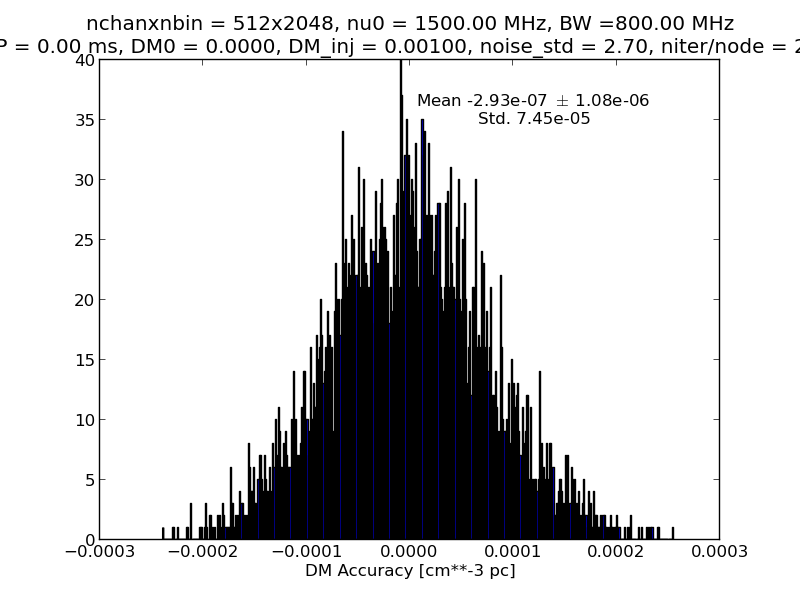 nchanxnbin = 512x2048, nu0 = 1500.00 MHz, BW =800.00 MHz
P = 0.00 ms, DM0 = 0.0000, DM_inj = 0.00100, noise_std = 2.70, niter/node = 2
Mean -2.93e-07 ± 1.08e-06
Std. 7.45e-05
40
35
30
25
20
15
10
5
0
−0.0003 −0.0002 −0.0001 0.0000 0.0001 0.0002 0.0003
DM Accuracy [cm**-3 pc]